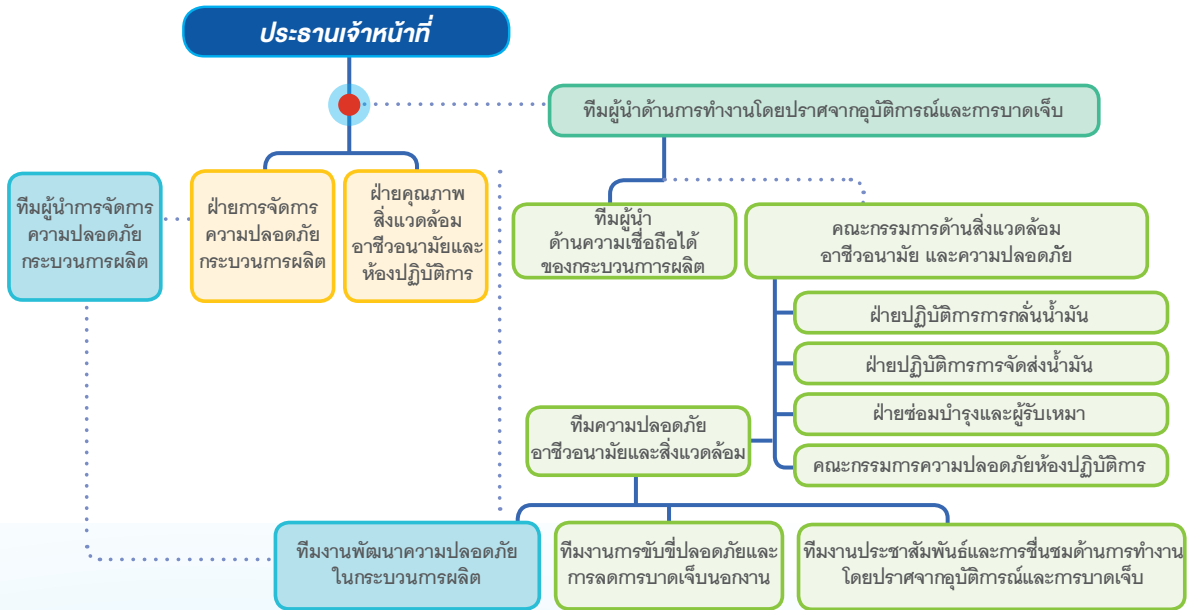 ประธานเจ้าหน้าที่
ทีมผู้นำด้านการทำงานโดยปราศจากอุบัติการณ์และการบาดเจ็บ
ทีมผู้นำการจัดการ
ความปลอดภัย
กระบวนการผลิต
ฝ่ายการจัดการ
ความปลอดภัย
กระบวนการผลิต
ฝ่ายคุณภาพ
สิ่งแวดล้อม
อาชีวอนามัยและ
ห้องปฏิบัติการ
ทีมผู้นำ
ด้านความเชื่อถือได้
ของกระบวนการผลิต
คณะกรรมการด้านสิ่งแวดล้อม
อาชีวอนามัย และความปลอดภัย
ฝ่ายปฏิบัติการการกลั่นน้ำมัน
ฝ่ายปฏิบัติการการจัดส่งน้ำมัน
ฝ่ายซ่อมบำรุงและผู้รับเหมา
คณะกรรมการความปลอดภัยห้องปฏิบัติการ
ทีมความปลอดภัย
อาชีวอนามัยและสิ่งแวดล้อม
ทีมงานพัฒนาความปลอดภัย
ในกระบวนการผลิต
ทีมงานการขับขี่ปลอดภัยและ
การลดการบาดเจ็บนอกงาน
ทีมงานประชาสัมพันธ์และการชื่นชมด้านการทำงาน
โดยปราศจากอุบัติการณ์และการบาดเจ็บ